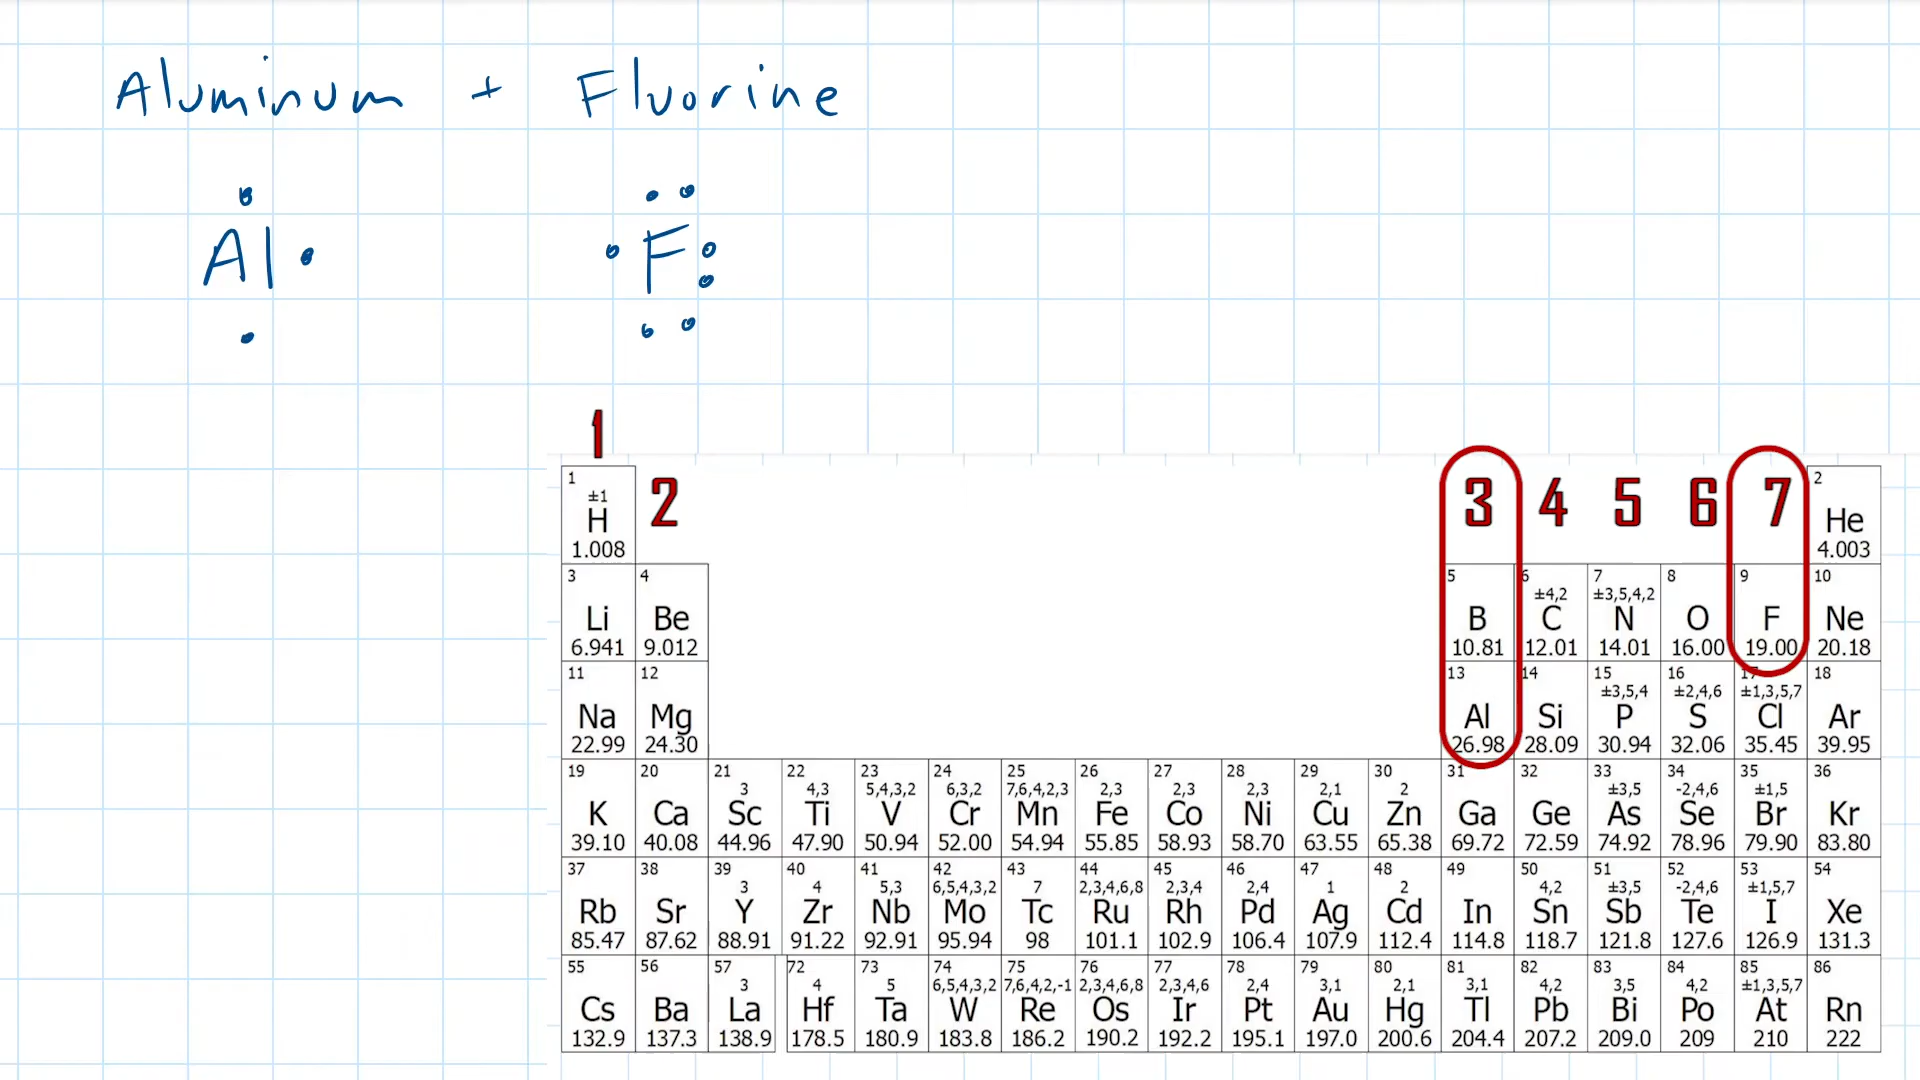 Aluminum + Fluorine
Al F
1
2 3 4 5 6 7
1 2
±1
H He
1.008 4.003
3 4 5 6 7 8 9 10
±4,2 ±3,5,4,2
Li Be B C N O F Ne
6.941 9.012 10.81 12.01 14.01 16.00 19.00 20.18
11 12 13 14 15 16 17 18
±3,5,4 ±2,4,6 ±1,3,5,7
Na Mg Al Si P S Cl Ar
22.99 24.30 26.98 28.09 30.94 32.06 35.45 39.95
19 20 21 22 23 24 25 26 27 28 29 30 31 32 33 34 35 36
3 4,3 5,4,3,2 6,3,2 7,6,4,2,3 2,3 2,3 2,3 2,1 2 ±3,5 -2,4,6 ±1,5
K Ca Sc Ti V Cr Mn Fe Co Ni Cu Zn Ga Ge As Se Br Kr
39.10 40.08 44.96 47.90 50.94 52.00 54.94 55.85 58.93 58.70 63.55 65.38 69.72 72.59 74.92 78.96 79.90 83.80
37 38 39 40 41 42 43 44 45 46 47 48 49 50 51 52 53 54
3 4 5,3 6,5,4,3,2 7 2,3,4,6,8 2,3,4 2,4 1 2 4,2 ±3,5 -2,4,6 ±1,5,7
Rb Sr Y Zr Nb Mo Tc Ru Rh Pd Ag Cd In Sn Sb Te I Xe
85.47 87.62 88.91 91.22 92.91 95.94 98 101.1 102.9 106.4 107.9 112.4 114.8 118.7 121.8 127.6 126.9 131.3
55 56 57 72 73 74 75 76 77 78 79 80 81 82 83 84 85 86
3 4 5 6,5,4,3,2 7,6,4,2,-1 2,3,4,6,8 2,3,4,6 2,4 3,1 2,1 3,1 4,2 3,5 4,2 ±1,3,5,7
Cs Ba La Hf Ta W Re Os Ir Pt Au Hg Tl Pb Bi Po At Rn
132.9 137.3 138.9 178.5 180.9 183.8 186.2 190.2 192.2 195.1 197.0 200.6 204.4 207.2 209.0 209 210 222